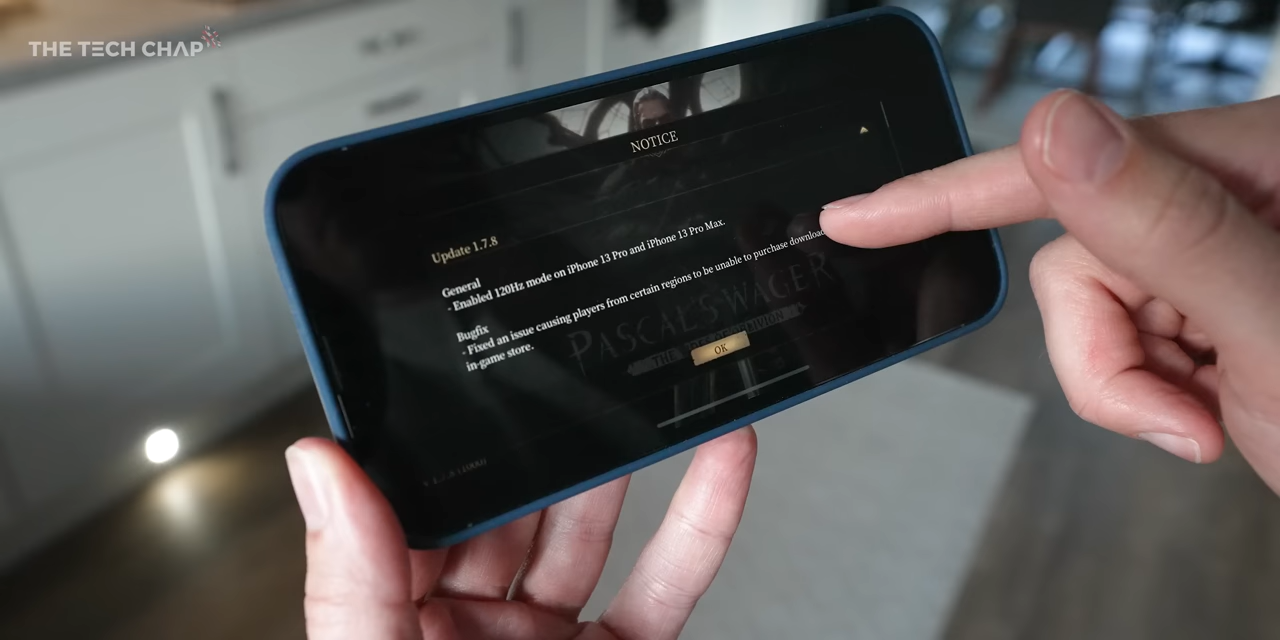 THE TECH CHAP
NOTICE
Update 1.7.8
General
- Enabled 120Hz mode on iPhone 13 Pro and iPhone 13 Pro Max.
Bugfix
- Fixed an issue causing players from certain regions to be unable to purchase
in-game store.
PASCAL'S WAGER
OK